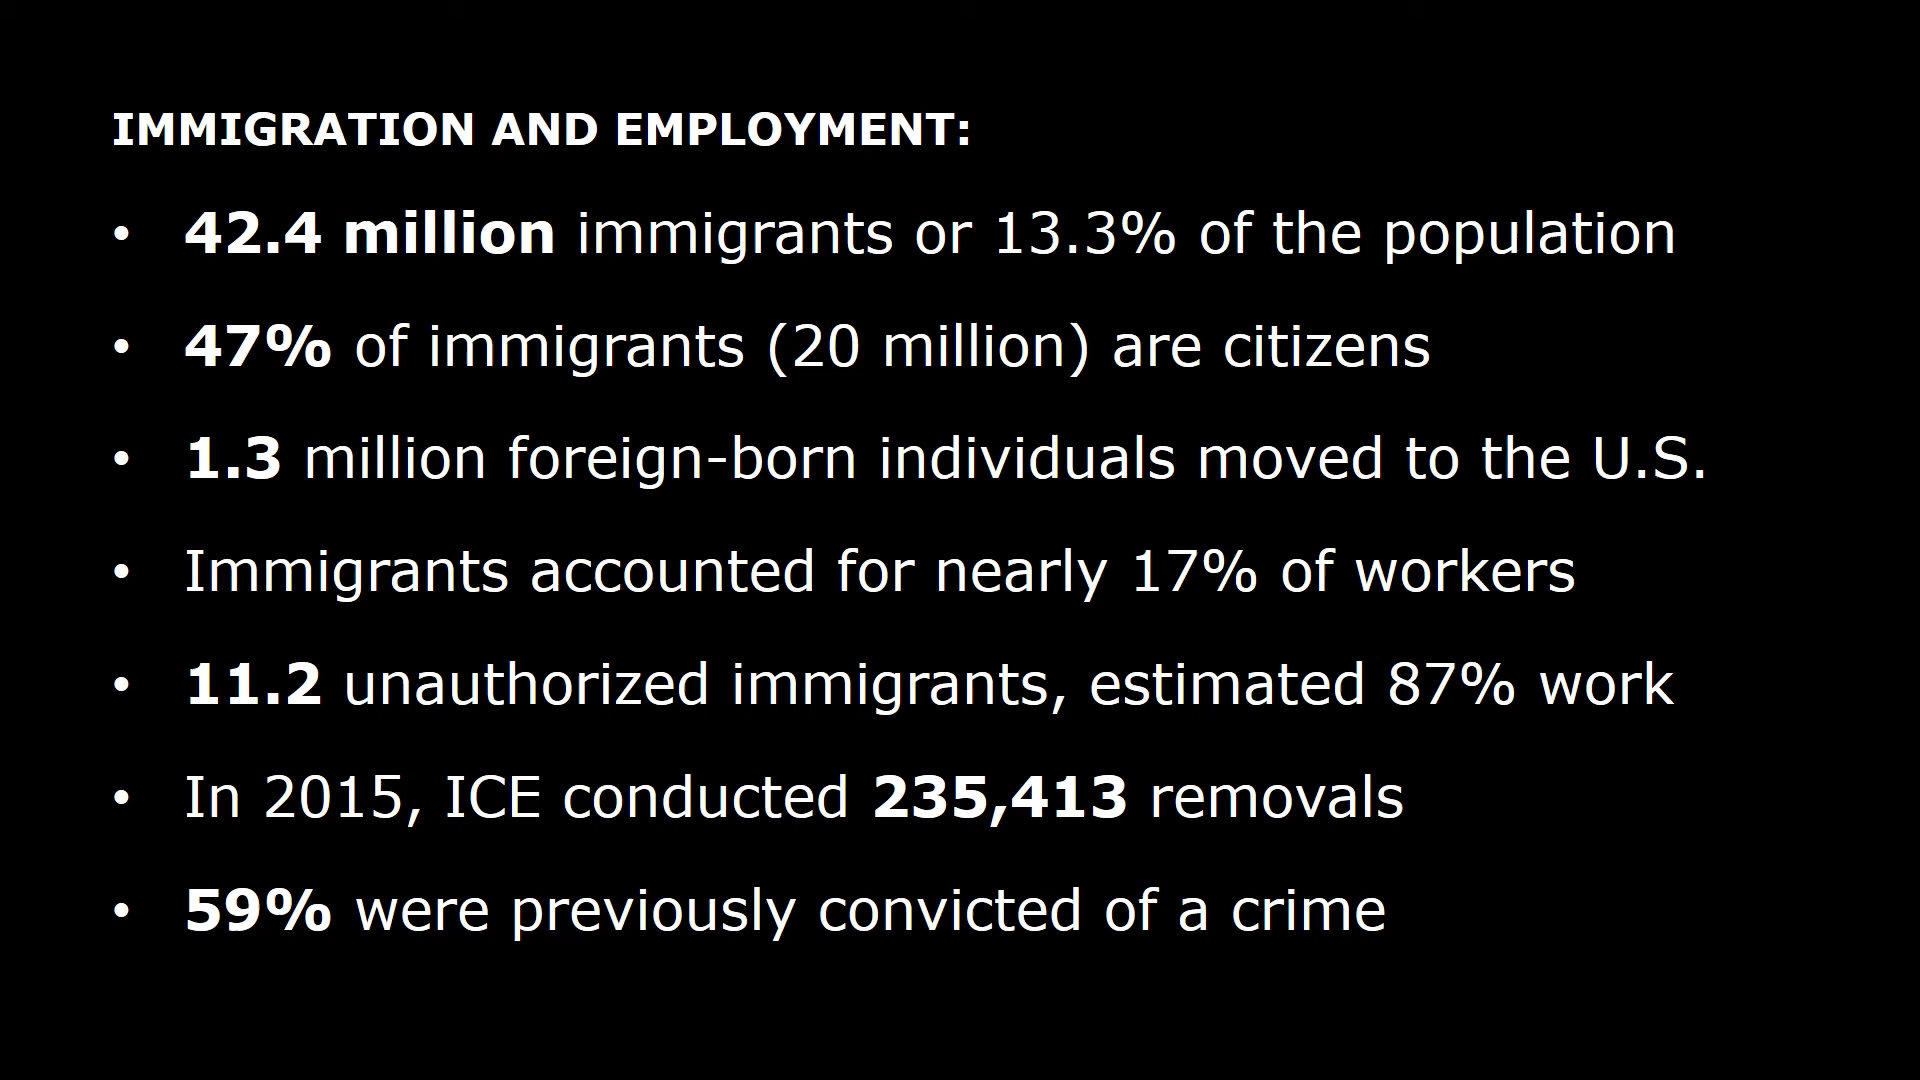 IMMIGRATION AND EMPLOYMENT:
• 42.4 million immigrants or 13.3% of the population
• 47% of immigrants (20 million) are citizens
• 1.3 million foreign-born individuals moved to the U.S.
• Immigrants accounted for nearly 17% of workers
• 11.2 unauthorized immigrants, estimated 87% work
• In 2015, ICE conducted 235,413 removals
• 59% were previously convicted of a crime